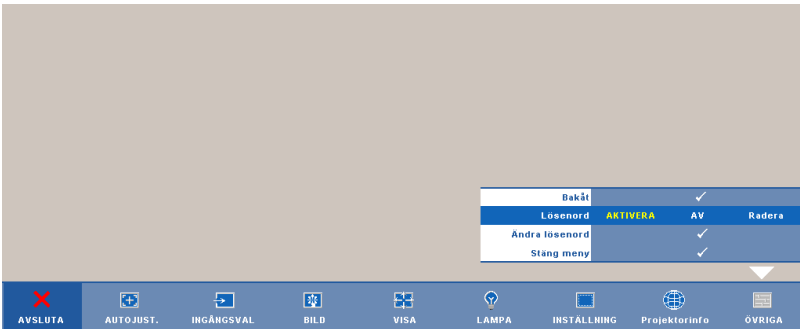 Bakåt
Lösenord AKTIVERA AV Radera
Ändra lösenord
Stäng meny
AVSLUTA AUTOJUST. INGÅNGSVAL BILD VISA LAMPA INSTÄLLNING Projektorinfo ÖVRIGA